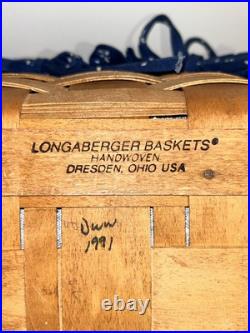 LONGABERGER BASKETS®
HANDWOVEN
DRESDEN, OHIO USA
1991